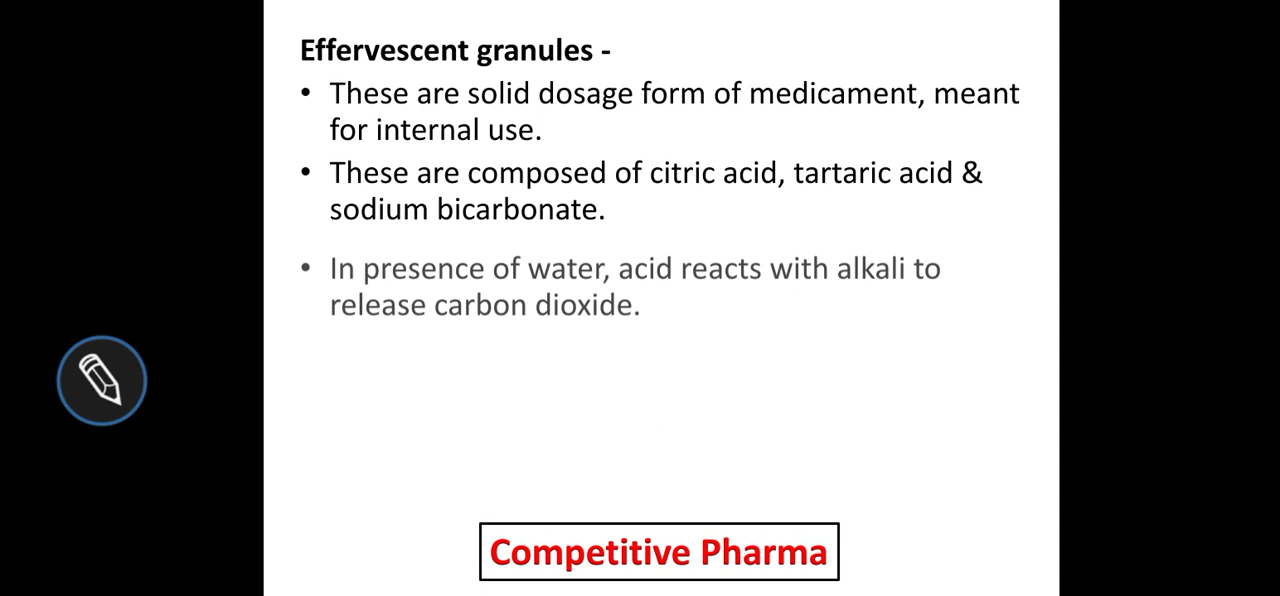 Effervescent granules -
• These are solid dosage form of medicament, meant
for internal use.
• These are composed of citric acid, tartaric acid &
sodium bicarbonate.
• In presence of water, acid reacts with alkali to
release carbon dioxide.
Competitive Pharma